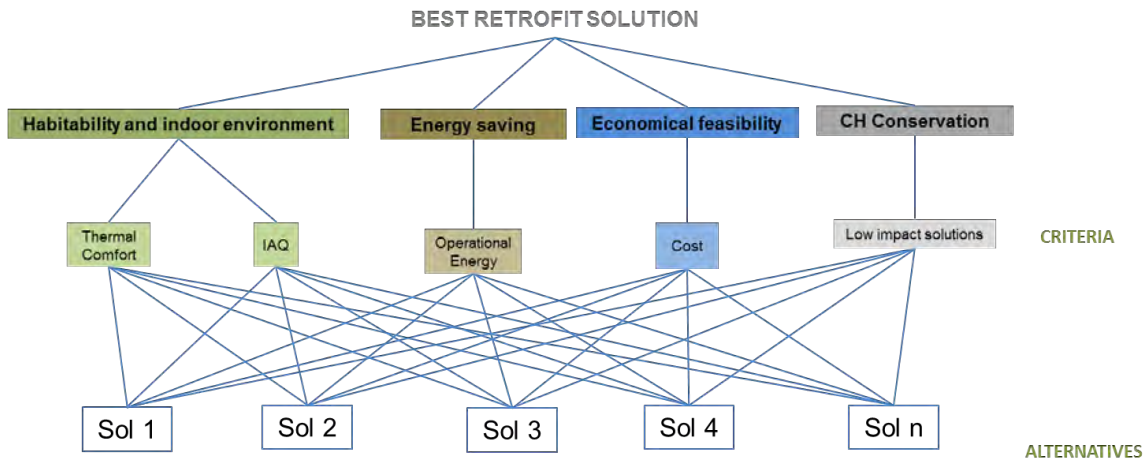 BEST RETROFIT SOLUTION
Habitability and indoor environment
Energy saving
Economical feasibility
CH Conservation
Thermal
Comfort
IAQ
Operational
Energy
Cost
Low impact solutions
CRITERIA
Sol 1
Sol 2
Sol 3
Sol 4
Sol n
ALTERNATIVES